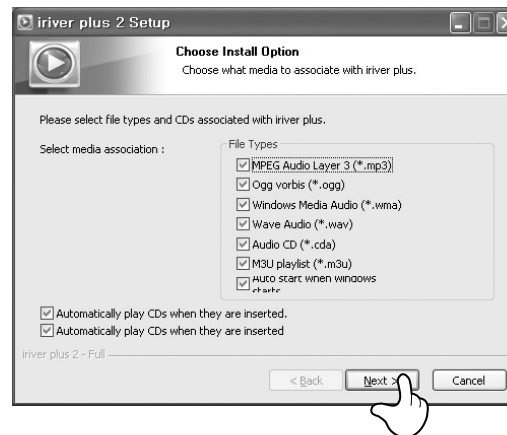 iriver plus 2 Setup
Choose Install Option
Choose what media to associate with iriver plus.
Please select file types and CDs associated with iriver plus.
Select media association :
File Types
MPEG Audio Layer 3 (*.mp3)
Ogg vorbis (*.ogg)
Windows Media Audio (*.wma)
Wave Audio (*.wav)
Audio CD (*.cda)
M3U playlist (*.m3u)
Auto start when windows
starts
Automatically play CDs when they are inserted.
Automatically play CDs when they are inserted
iriver plus 2 - Full
< Back
Next >
Cancel